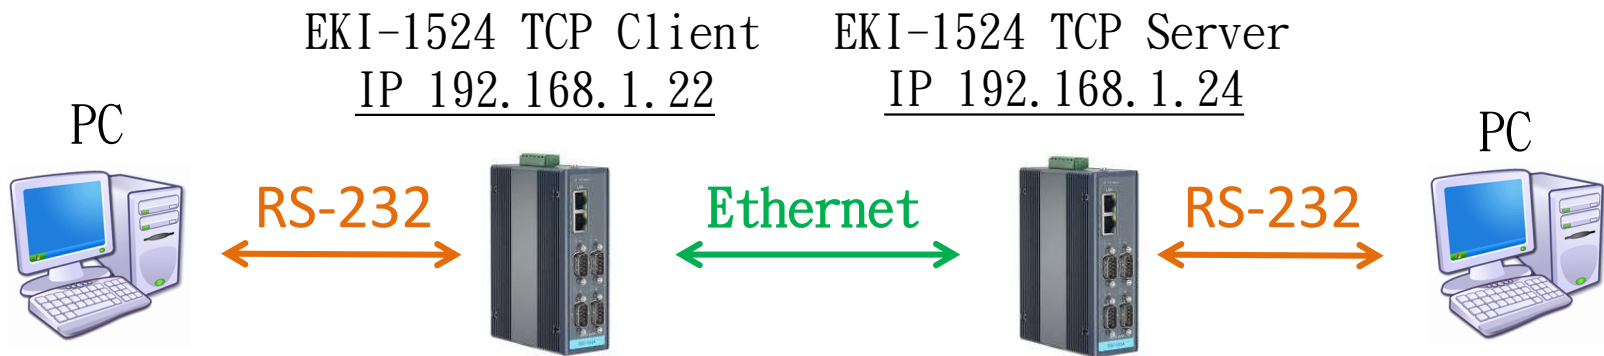 EKI-1524 TCP Client
IP 192.168.1.22
EKI-1524 TCP Server
IP 192.168.1.24
PC
RS-232
Ethernet
RS-232
PC